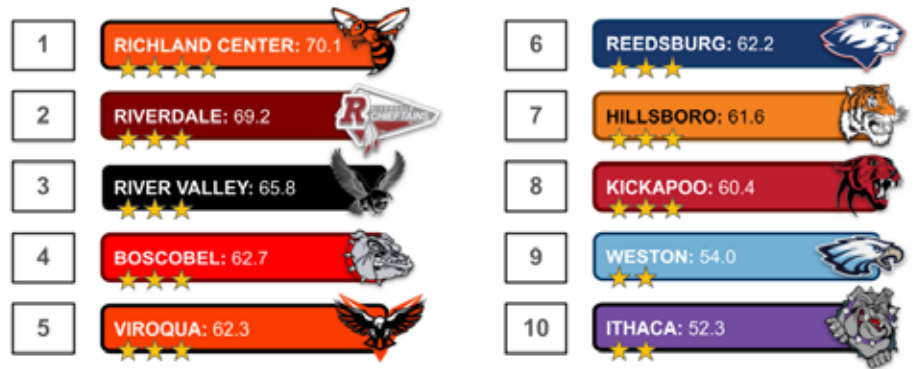 1
RICHLAND CENTER: 70.1
2
RIVERDALE: 69.2
R
CHIEFTAINS
3
RIVER VALLEY: 65.8
4
BOSCOBEL: 62.7
5
VIROQUA: 62.3
6
REEDSBURG: 62.2
7
HILLSBORO: 61.6
8
KICKAPOO: 60.4
9
WESTON: 54.0
10
ITHACA: 52.3